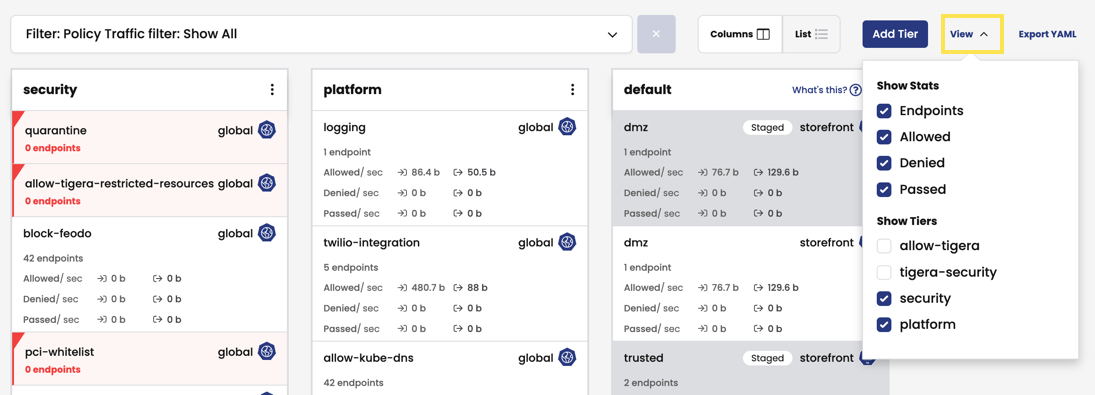 Filter: Policy Traffic filter: Show All
×
Columns
List
Add Tier
View
Export YAML
security
quarantine
global
0 endpoints
allow-tigera-restricted-resources global
0 endpoints
block-feodo
global
42 endpoints
Allowed/ sec 0 b 0 b
Denied/ sec 0 b 0 b
Passed/ sec 0 b 0 b
pci-whitelist
global
0 endpoints
platform
logging
global
1 endpoint
Allowed/ sec 86.4 b 50.5 b
Denied/ sec 0 b 0 b
Passed/ sec 0 b 0 b
twilio-integration
global
5 endpoints
Allowed/ sec 480.7 b 88 b
Denied/ sec 0 b 0 b
Passed/ sec 0 b 0 b
allow-kube-dns
global
42 endpoints
default
What's this? ?
dmz
Staged
storefront
1 endpoint
Allowed/ sec 76.7 b 129.6 b
Denied/ sec 0 b 0 b
Passed/ sec 0 b 0 b
dmz
storefront
1 endpoint
Allowed/ sec 76.7 b 129.6 b
Denied/ sec 0 b 0 b
Passed/ sec 0 b 0 b
trusted
Staged
storefront
2 endpoints
Show Stats
Endpoints
Allowed
Denied
Passed
Show Tiers
allow-tigera
tigera-security
security
platform